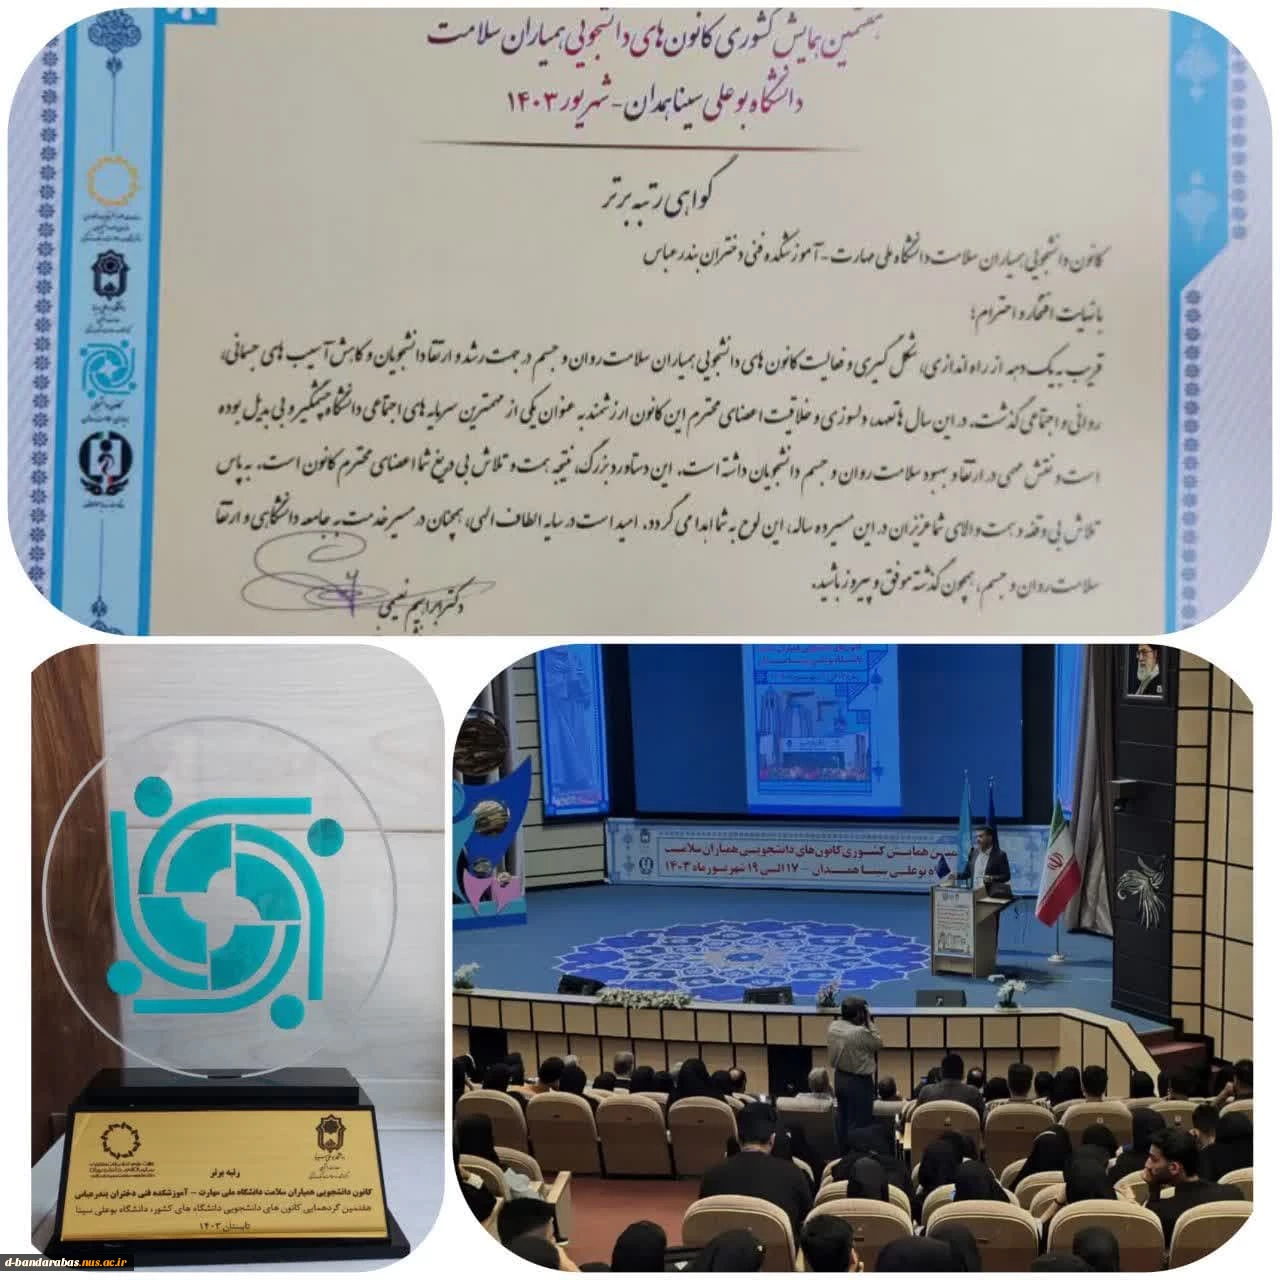 هفتمین همایش کشوری کانون های دانشجویی همیاران سلامت
دانشگاه بوعلی سینا همدان - شهریور ۱۴۰۳
گواهی رتبه برتر
کانون دانشجویی همیاران سلامت دانشگاه ملی مهارت - آموزشکده فنی دختران بندرعباس
با نهایت افتخار و احترام؛
قریب به یک دهه از راه اندازی، شکل گیری و فعالیت کانون های دانشجویی همیاران سلامت روان و جسم در جهت رشد و ارتقا دانشجویان و کاهش آسیب های جسمانی،
روانی و اجتماعی گذشت. در این سال ها تعهد، دلسوزی و خلاقیت اعضای محترم این کانون ارزشمند به عنوان یکی از مهمترین سرمایه های اجتماعی دانشگاه چشمگیر و بی بدیل بوده
است و نقش مهمی در ارتقا و بهبود سلامت روان و جسم دانشجویان داشته است. این دستاورد بزرگ، نتیجه همت و تلاش بی دریغ شما اعضای محترم کانون است. به پاس
تلاش بی وقفه و همت والای شما عزیزان در این مسیر ده ساله، این لوح به شما اهدا می گردد. امید است در سایه الطاف الهی، همچنان در مسیر خدمت به جامعه دانشگاهی و ارتقا
سلامت روان و جسم، همچون گذشته موفق و پیروز باشید.
دکتر ابراهیم نعیمی
رتبه برتر
کانون دانشجویی همیاران سلامت دانشگاه ملی مهارت - آموزشکده فنی دختران بندرعباس
هفتمین گردهمایی کانون های دانشجویی دانشگاه های کشور، دانشگاه بوعلی سینا
تابستان ۱۴۰۳
همایش کشوری کانون‌های دانشجویی همیاران سلامت
بوعلی سینا همدان - ۱۷ الی ۱۹ شهریور ماه ۱۴۰۳
d-bandarabas.nus.ac.ir